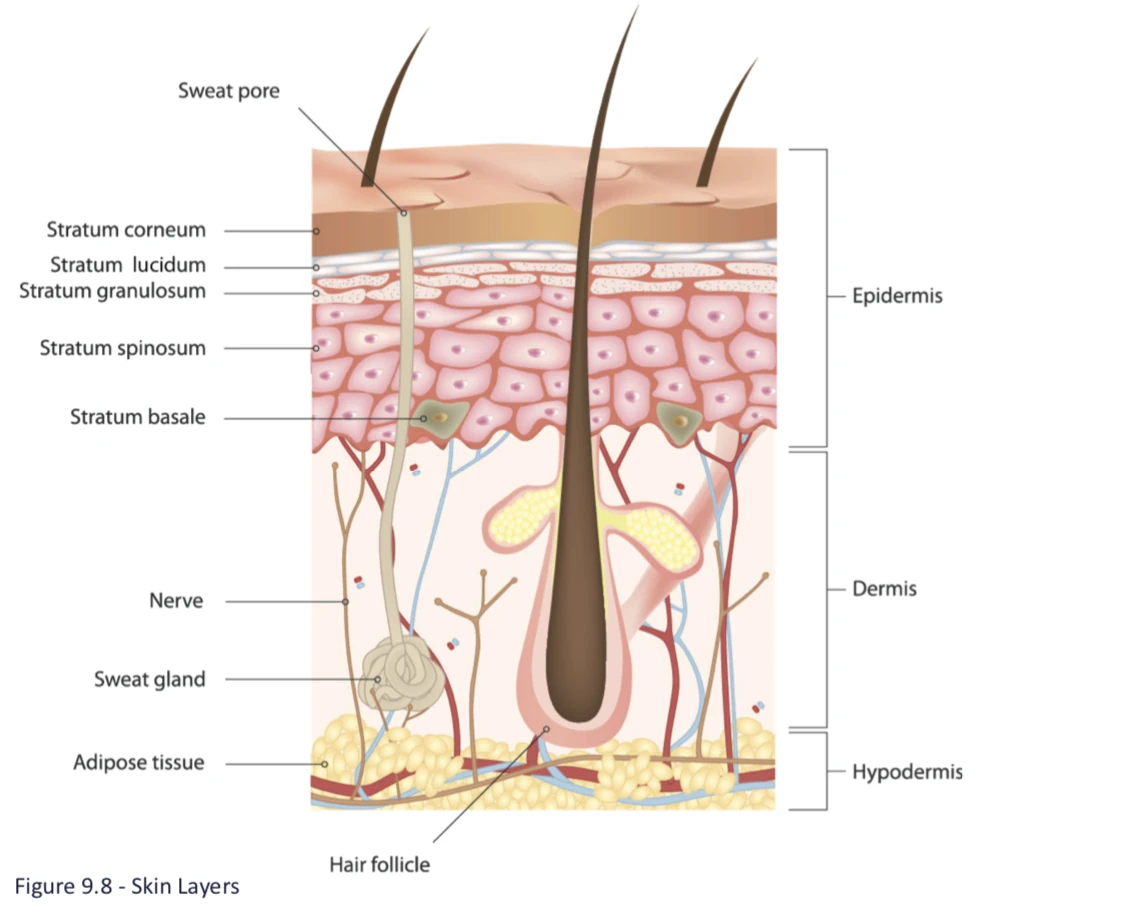 Sweat pore
Stratum corneum
Stratum lucidum
Stratum granulosum
Stratum spinosum
Stratum basale
Nerve
Sweat gland
Adipose tissue
Hair follicle
Epidermis
Dermis
Hypodermis
Figure 9.8 - Skin Layers